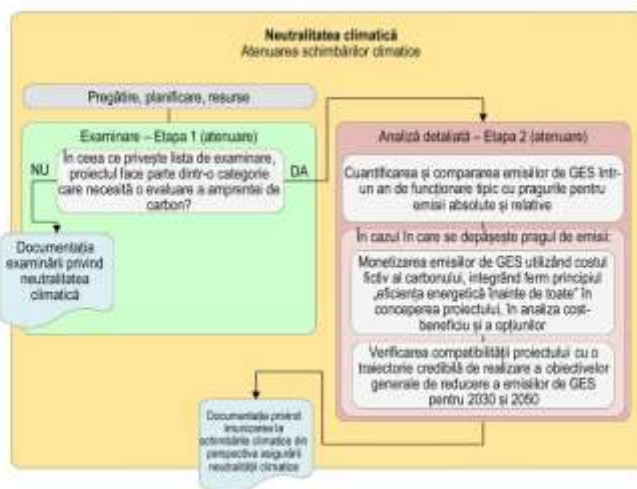 Neutralitatea climatică
Atenuarea schimbărilor climatice
Pregătire, planificare, resurse
Examinare – Etapa 1 (atenuare)
În ceea ce privește lista de examinare,
proiectul face parte dintr-o categorie
care necesită o evaluare a amprentei de
carbon?
NU
DA
Documentația
examinării privind
neutralitatea
climatică
Analiză detaliată – Etapa 2 (atenuare)
Cuantificarea și compararea emisiilor de GES într-
un an de funcționare tipic cu pragurile pentru
emisii absolute și relative
În cazul în care se depășește pragul de emisii:
Monetizarea emisiilor de GES utilizând costul
fictiv al carbonului, integrând ferm principiul
„eficiența energetică înainte de toate” în
conceperea proiectului, în analiza cost-
beneficiu și a opțiunilor
Verificarea compatibilității proiectului cu o
traiectorie credibilă de realizare a obiectivelor
generale de reducere a emisiilor de GES
pentru 2030 și 2050
Documentația privind
imunizarea la
schimbările climatice din
perspectiva asigurării
neutralității climatice